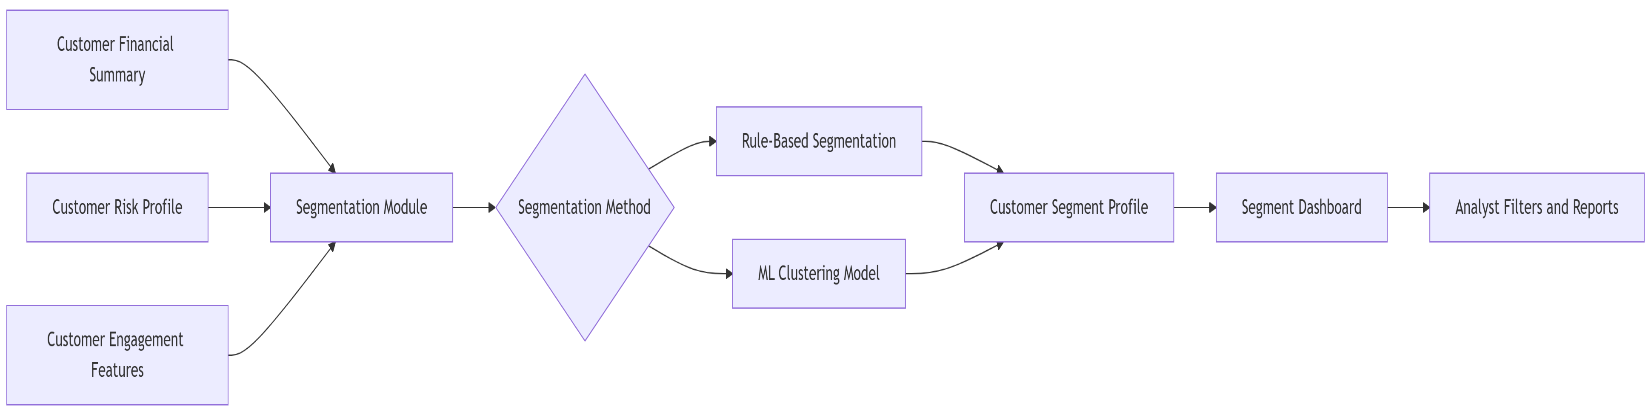 Customer Financial
Summary
Customer Risk Profile
Customer Engagement
Features
Segmentation Module
Segmentation Method
Rule-Based Segmentation
ML Clustering Model
Customer Segment Profile
Segment Dashboard
Analyst Filters and Reports